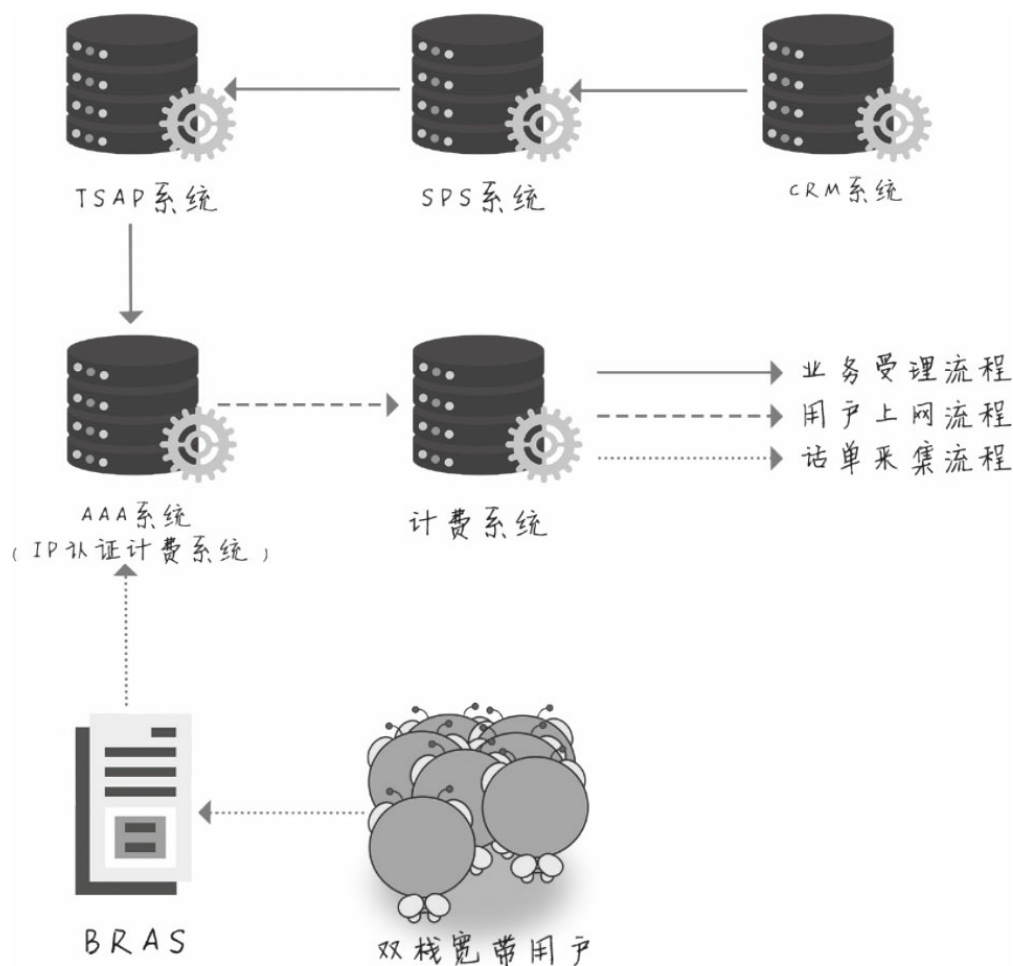 TSAP系统
SPS系统
CRM系统
业务受理流程
用户上网流程
话单采集流程
AAA系统
(IP认证计费系统)
计费系统
BRAS
双栈宽带用户